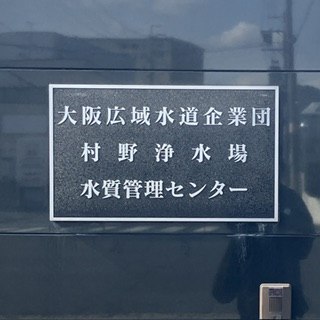 大阪広域水道企業団
村野浄水場
水質管理センター